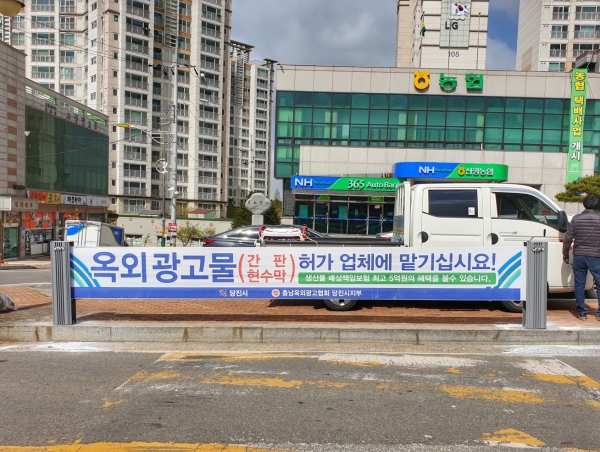 LG
105
농협
농협 택배사업 개시
NH
365 AutoBank
NH
신평농협
옥외광고물(간판 현수막)허가 업체에 맡기십시요!
생산물 배상책임보험 최고 5억원의 혜택을 볼수 있습니다.
당진시
충남옥외광고협회 당진시지부